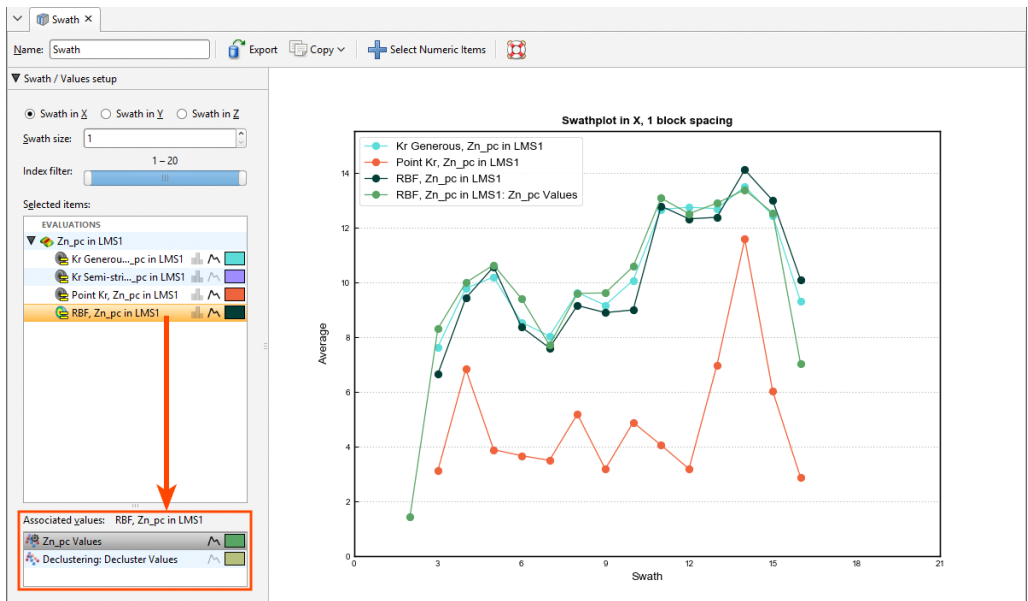 Swath
Name: Swath Export Copy Select Numeric Items
Swath / Values setup
Swath in X Swath in Y Swath in Z
Swath size: 1
1 – 20
Index filter:
Selected items:
EVALUATIONS
Zn_pc in LMS1
Kr Generou..._pc in LMS1
Kr Semi-stri..._pc in LMS1
Point Kr, Zn_pc in LMS1
RBF, Zn_pc in LMS1
Associated values: RBF, Zn_pc in LMS1
Zn_pc Values
Declustering: Decluster Values
Swathplot in X, 1 block spacing
Kr Generous, Zn_pc in LMS1
Point Kr, Zn_pc in LMS1
RBF, Zn_pc in LMS1
RBF, Zn_pc in LMS1: Zn_pc Values
14
12
10
8
6
4
2
0
Average
0 3 6 9 12 15 18 21
Swath